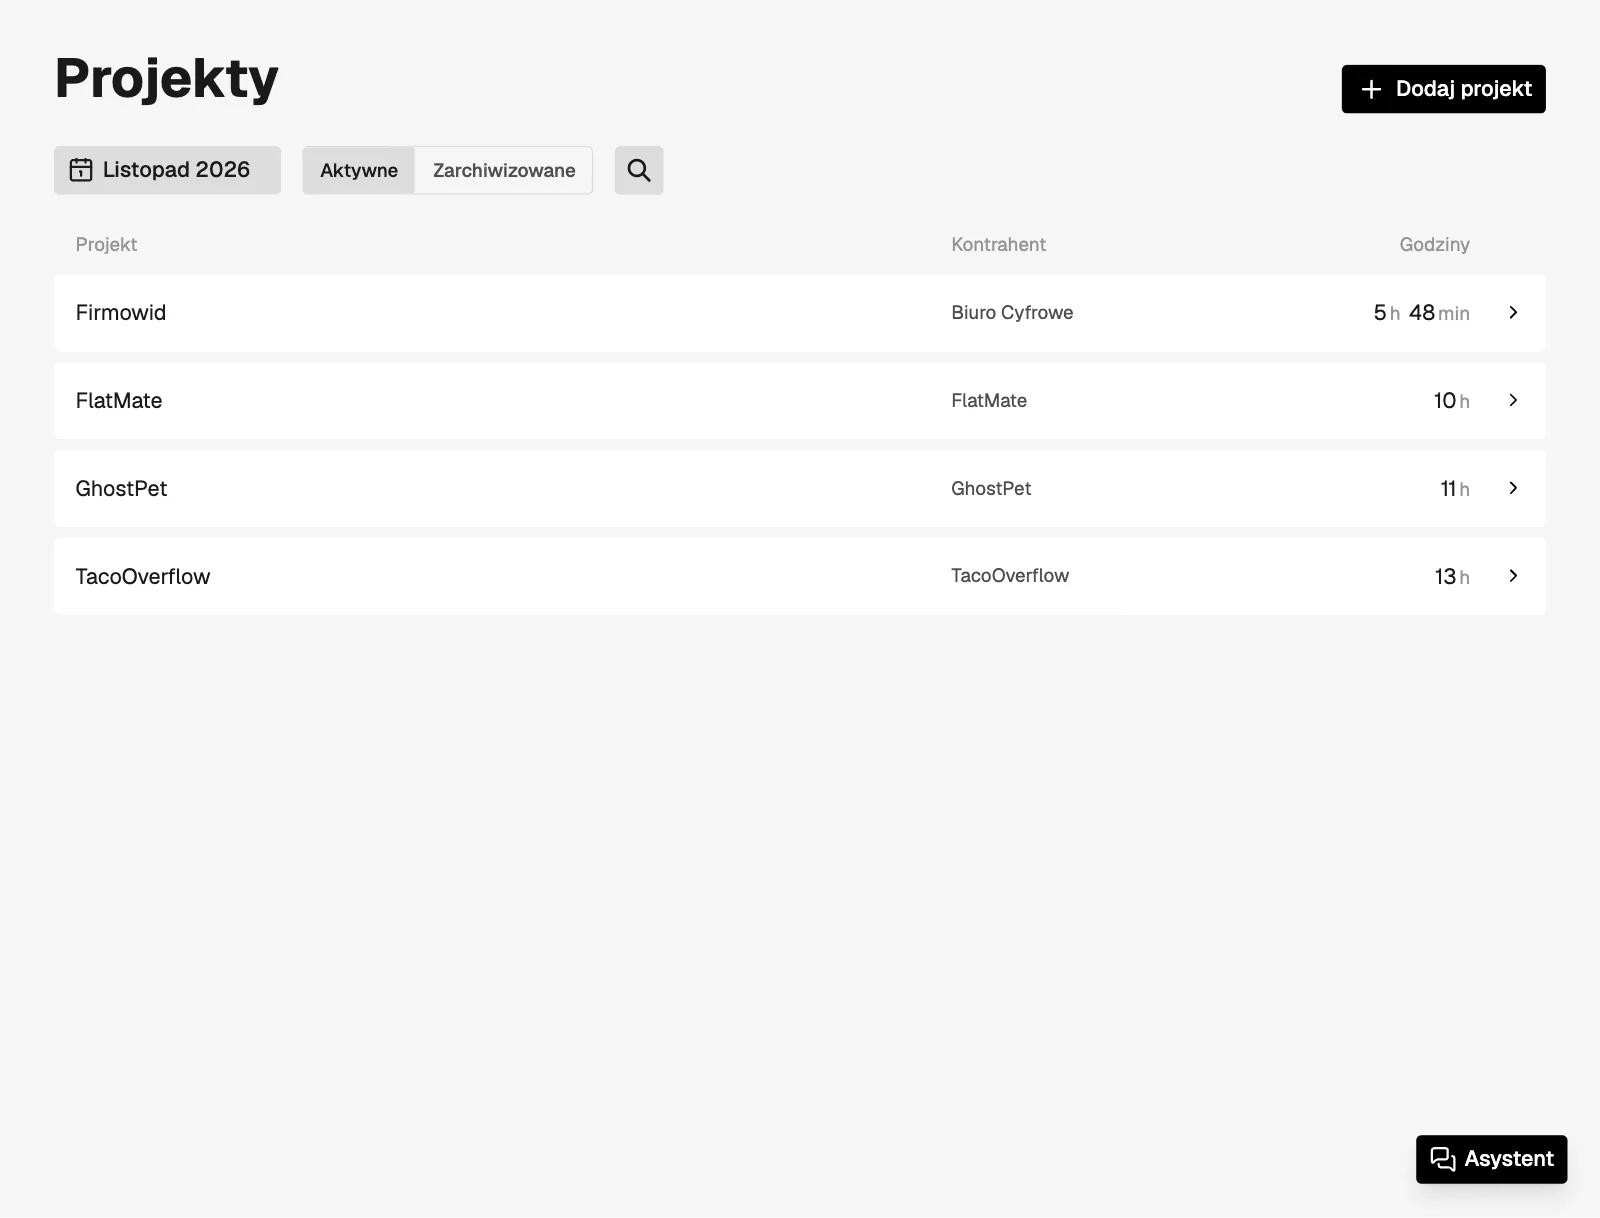 Projekty
Dodaj projekt
Listopad 2026
Aktywne
Zarchiwizowane
Projekt Kontrahent Godziny
Firmowid Biuro Cyfrowe 5 h 48 min
FlatMate FlatMate 10 h
GhostPet GhostPet 11 h
TacoOverflow TacoOverflow 13 h
Asystent